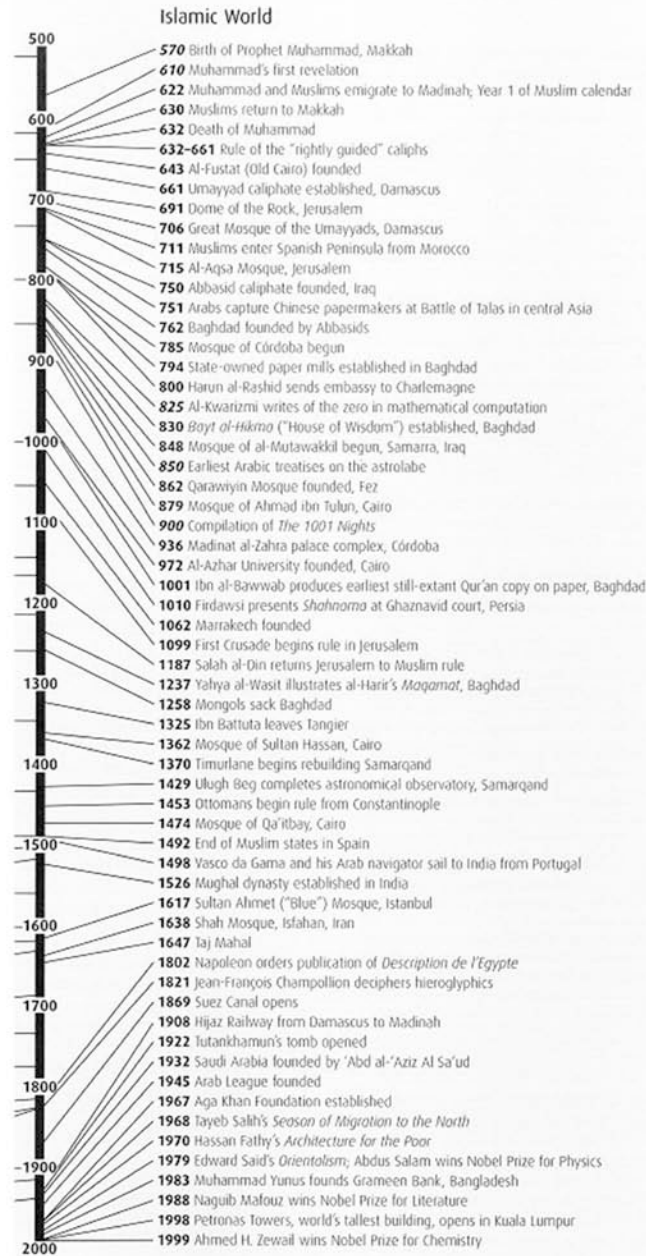 Islamic World
500
570 Birth of Prophet Muhammad, Makkah
610 Muhammad's first revelation
622 Muhammad and Muslims emigrate to Madinah; Year 1 of Muslim calendar
630 Muslims return to Makkah
600
632 Death of Muhammad
632–661 Rule of the "rightly guided" caliphs
643 Al-Fustat (Old Cairo) founded
661 Umayyad caliphate established, Damascus
700
691 Dome of the Rock, Jerusalem
706 Great Mosque of the Umayyads, Damascus
711 Muslims enter Spanish Peninsula from Morocco
715 Al-Aqsa Mosque, Jerusalem
800
750 Abbasid caliphate founded, Iraq
751 Arabs capture Chinese papermakers at Battle of Talas in central Asia
762 Baghdad founded by Abbasids
785 Mosque of Córdoba begun
900
794 State-owned paper mills established in Baghdad
800 Harun al-Rashid sends embassy to Charlemagne
825 Al-Kwarizmi writes of the zero in mathematical computation
830 Bayt al-Hikma ("House of Wisdom") established, Baghdad
1000
848 Mosque of al-Mutawakkil begun, Samarra, Iraq
850 Earliest Arabic treatises on the astrolabe
862 Qarawiyin Mosque founded, Fez
879 Mosque of Ahmad ibn Tulun, Cairo
1100
900 Compilation of The 1001 Nights
936 Madinat al-Zahra palace complex, Córdoba
972 Al-Azhar University founded, Cairo
1001 Ibn al-Bawwab produces earliest still-extant Qur'an copy on paper, Baghdad
1200
1010 Firdawsi presents Shahnama at Ghaznavid court, Persia
1062 Marrakech founded
1099 First Crusade begins rule in Jerusalem
1187 Salah al-Din returns Jerusalem to Muslim rule
1300
1237 Yahya al-Wasit illustrates al-Harir's Maqamat, Baghdad
1258 Mongols sack Baghdad
1325 Ibn Battuta leaves Tangier
1362 Mosque of Sultan Hassan, Cairo
1400
1370 Timurlane begins rebuilding Samarqand
1429 Ulugh Beg completes astronomical observatory, Samarqand
1453 Ottomans begin rule from Constantinople
1474 Mosque of Qa'itbay, Cairo
1500
1492 End of Muslim states in Spain
1498 Vasco da Gama and his Arab navigator sail to India from Portugal
1526 Mughal dynasty established in India
1617 Sultan Ahmet ("Blue") Mosque, Istanbul
1600
1638 Shah Mosque, Isfahan, Iran
1647 Taj Mahal
1802 Napoleon orders publication of Description de l'Egypte
1821 Jean-François Champollion deciphers hieroglyphics
1700
1869 Suez Canal opens
1908 Hijaz Railway from Damascus to Madinah
1922 Tutankhamun's tomb opened
1932 Saudi Arabia founded by 'Abd al-'Aziz Al Sa'ud
1800
1945 Arab League founded
1967 Aga Khan Foundation established
1968 Tayeb Salih's Season of Migration to the North
1970 Hassan Fathy's Architecture for the Poor
1900
1979 Edward Said's Orientalism; Abdus Salam wins Nobel Prize for Physics
1983 Muhammad Yunus founds Grameen Bank, Bangladesh
1988 Naguib Mafouz wins Nobel Prize for Literature
1998 Petronas Towers, world's tallest building, opens in Kuala Lumpur
1999 Ahmed H. Zewail wins Nobel Prize for Chemistry
2000